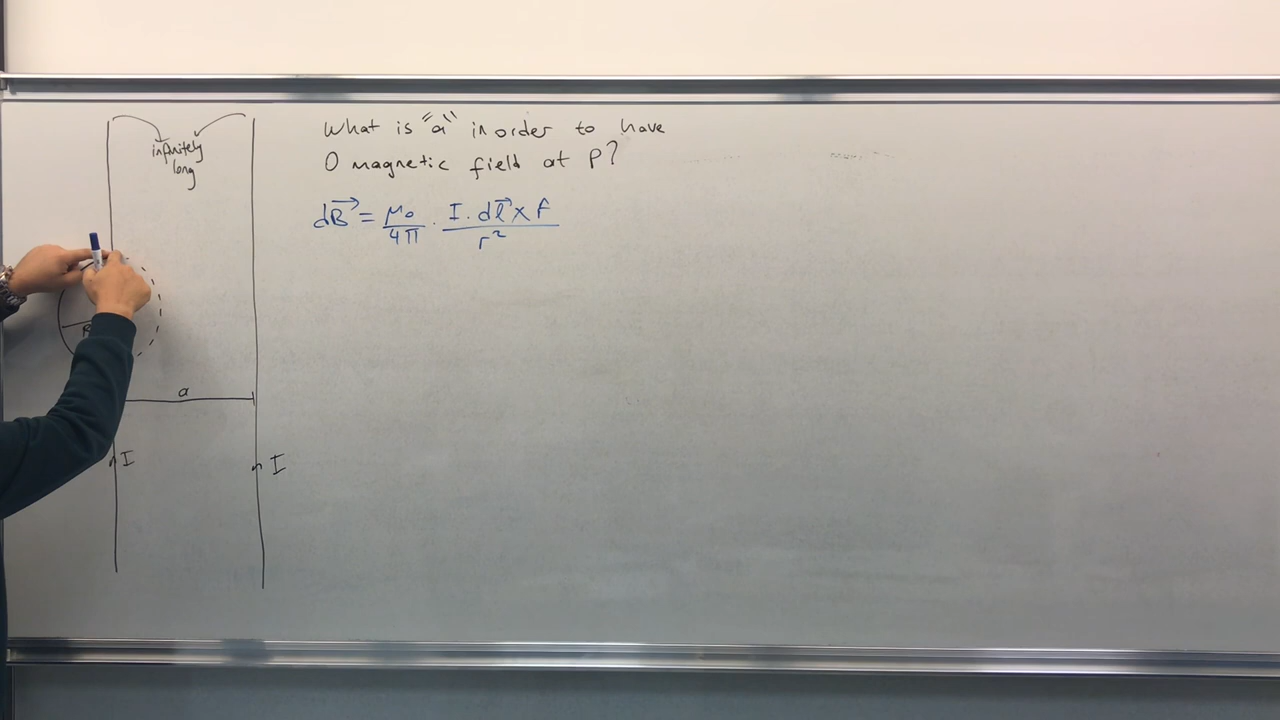 infinitely
long
What is "a" in order to have
0 magnetic field at P?
dB⃗ = μ₀/4π · I · dl⃗ × r̂ / r²
R
a
I
I